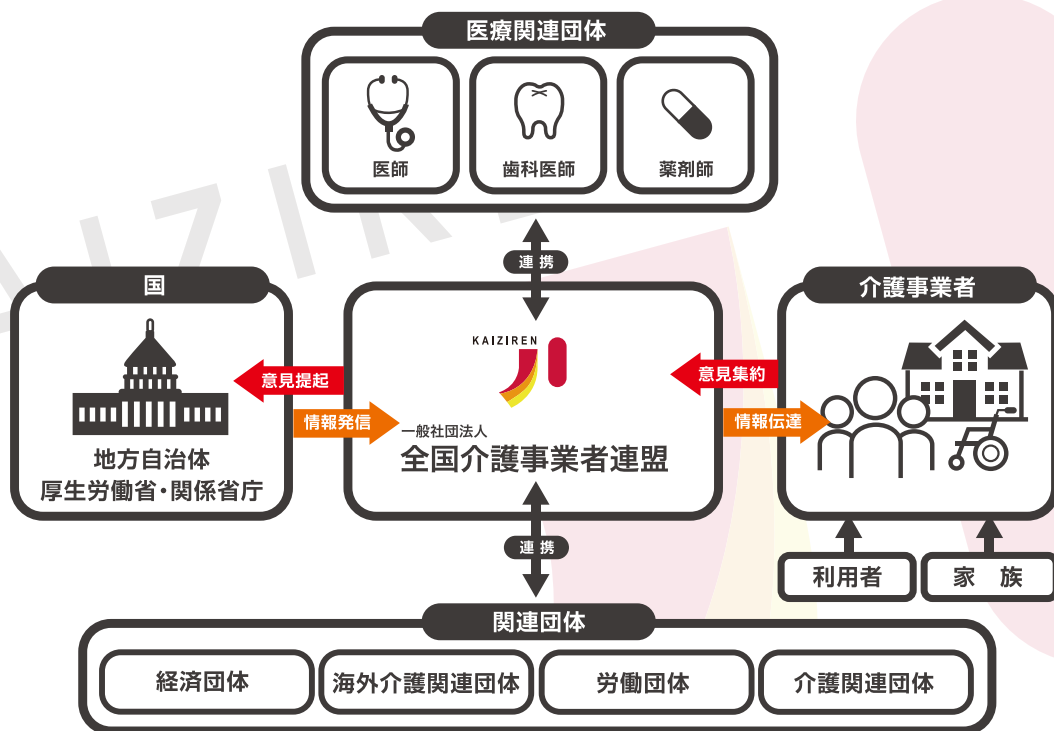 医療関連団体
医師
歯科医師
薬剤師
連携
国
地方自治体
厚生労働省・関係省庁
意見提起
情報発信
KAIZIREN
一般社団法人
全国介護事業者連盟
意見集約
情報伝達
介護事業者
利用者
家 族
連携
関連団体
経済団体
海外介護関連団体
労働団体
介護関連団体